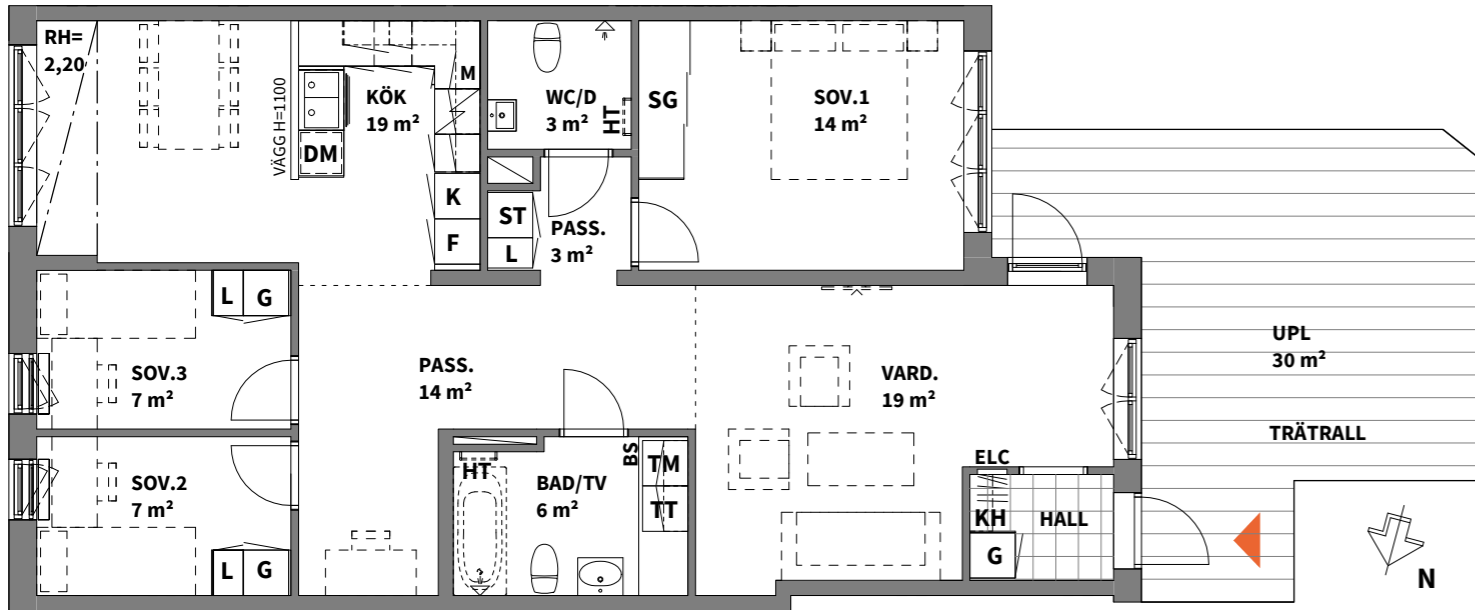 RH=
2,20
VÄGG H=1100
KÖK
19 m²
DM
M
K
F
WC/D
3 m²
HT
ST
L
PASS.
3 m²
SG
SOV.1
14 m²
L G
SOV.3
7 m²
PASS.
14 m²
VARD.
19 m²
UPL
30 m²
TRÄTRALL
SOV.2
7 m²
L G
HT
BAD/TV
6 m²
BS
TM
TT
ELC
KH
G
HALL
N